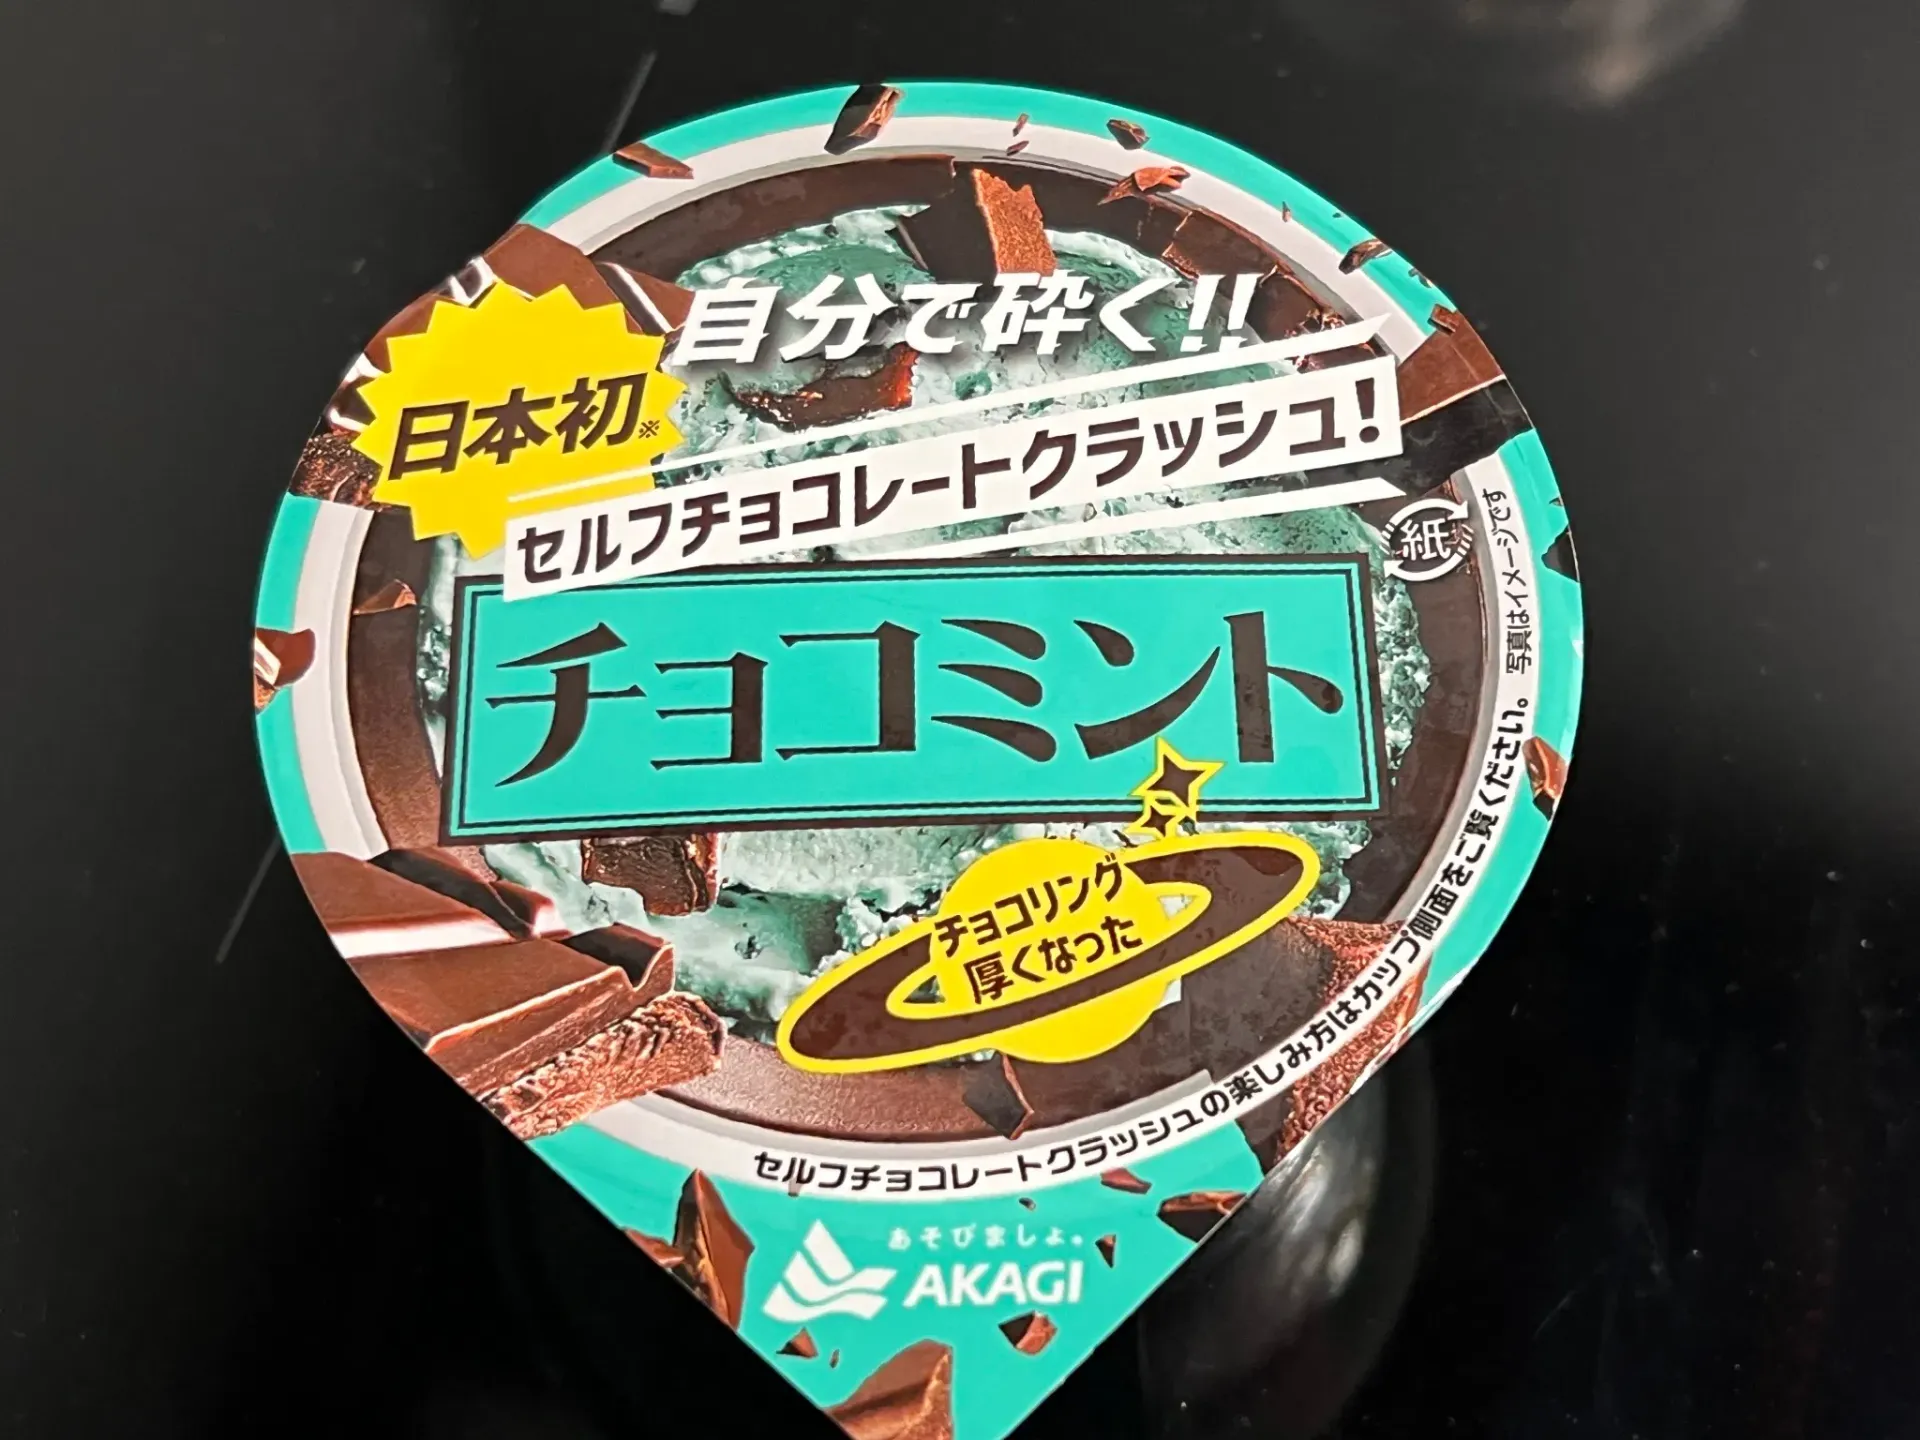 自分で砕く!!
日本初※
セルフチョコレートクラッシュ!
紙
チョコミント
チョコリング
厚くなった
セルフチョコレートクラッシュの楽しみ方はカップ側面をご覧ください。 写真はイメージです
あそびましょ。
AKAGI